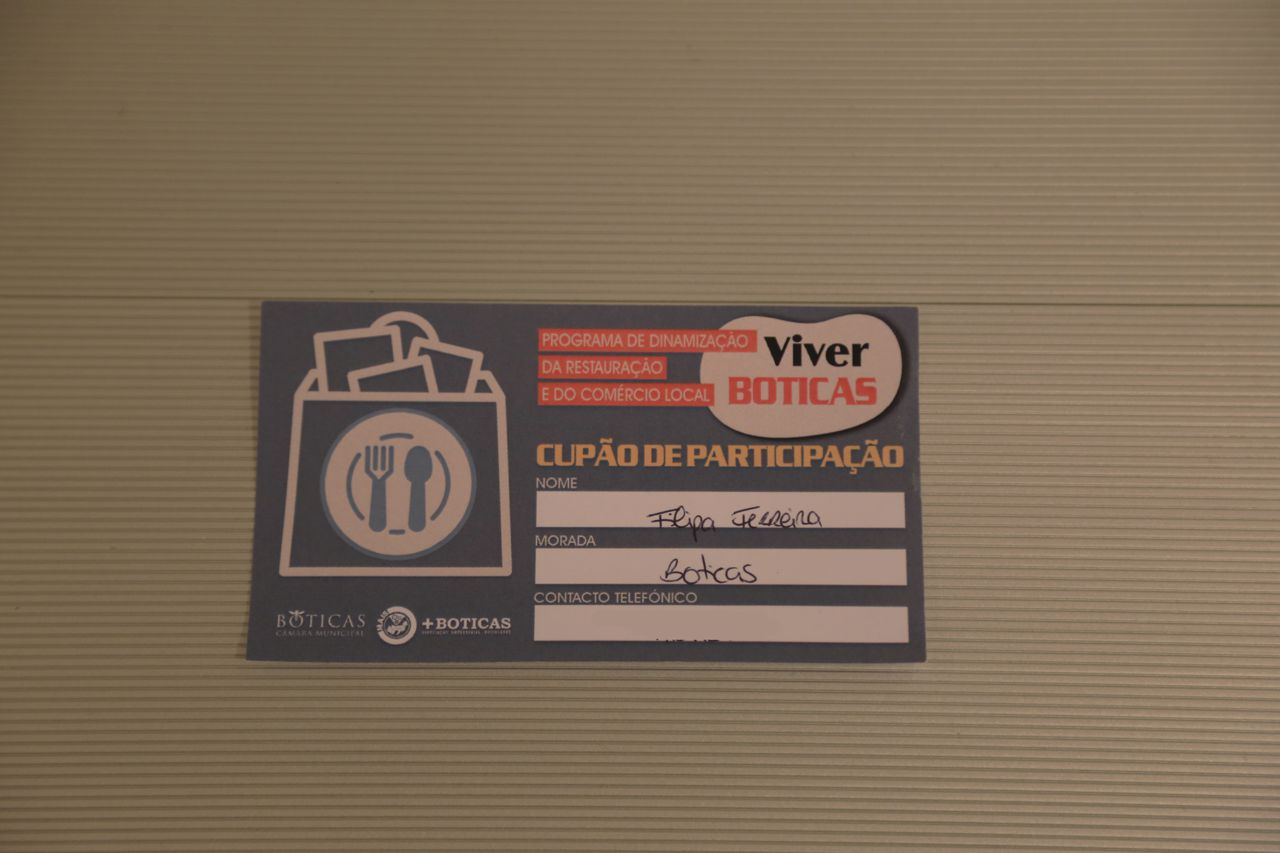 PROGRAMA DE DINAMIZAÇÃO
DA RESTAURAÇÃO
E DO COMÉRCIO LOCAL
Viver
BOTICAS
CUPÃO DE PARTICIPAÇÃO
NOME
Filipa Ferreira
MORADA
Boticas
CONTACTO TELEFÓNICO
BOTICAS
CÂMARA MUNICIPAL
+BOTICAS